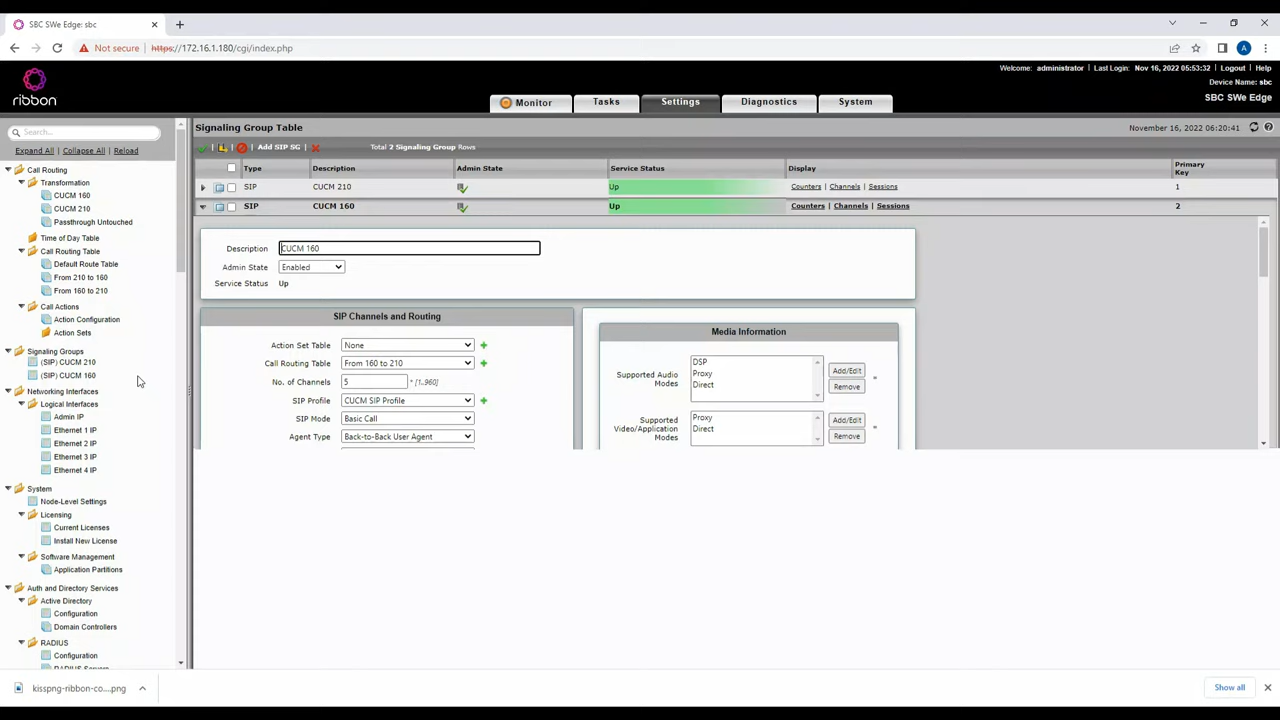 SBC SWe Edge: sbc
Not secure https://172.16.1.180/cgi/index.php
Welcome: administrator | Last Login: Nov 16, 2022 05:53:32 | Logout | Help
Device Name: sbc
SBC SWe Edge
ribbon
Monitor Tasks Settings Diagnostics System
Search...
Expand All | Collapse All | Reload
Call Routing
Transformation
CUCM 160
CUCM 210
Passthrough Untouched
Time of Day Table
Call Routing Table
Default Route Table
From 210 to 160
From 160 to 210
Call Actions
Action Configuration
Action Sets
Signaling Groups
(SIP) CUCM 210
(SIP) CUCM 160
Networking Interfaces
Logical Interfaces
Admin IP
Ethernet 1 IP
Ethernet 2 IP
Ethernet 3 IP
Ethernet 4 IP
System
Node-Level Settings
Licensing
Current Licenses
Install New License
Software Management
Application Partitions
Auth and Directory Services
Active Directory
Configuration
Domain Controllers
RADIUS
Configuration
RADIUS Servers
Signaling Group Table
November 16, 2022 06:20:41
Add SIP SG Total 2 Signaling Group Rows
Type Description Admin State Service Status Display Primary Key
SIP CUCM 210 Up Counters | Channels | Sessions 1
SIP CUCM 160 Up Counters | Channels | Sessions 2
Description CUCM 160
Admin State Enabled
Service Status Up
SIP Channels and Routing
Action Set Table None
Call Routing Table From 160 to 210
No. of Channels 5 * [1..960]
SIP Profile CUCM SIP Profile
SIP Mode Basic Call
Agent Type Back-to-Back User Agent
Media Information
Supported Audio Modes
DSP
Proxy
Direct
Add/Edit
Remove
*
Supported Video/Application Modes
Proxy
Direct
Add/Edit
Remove
*
kisspng-ribbon-co....png
Show all
A